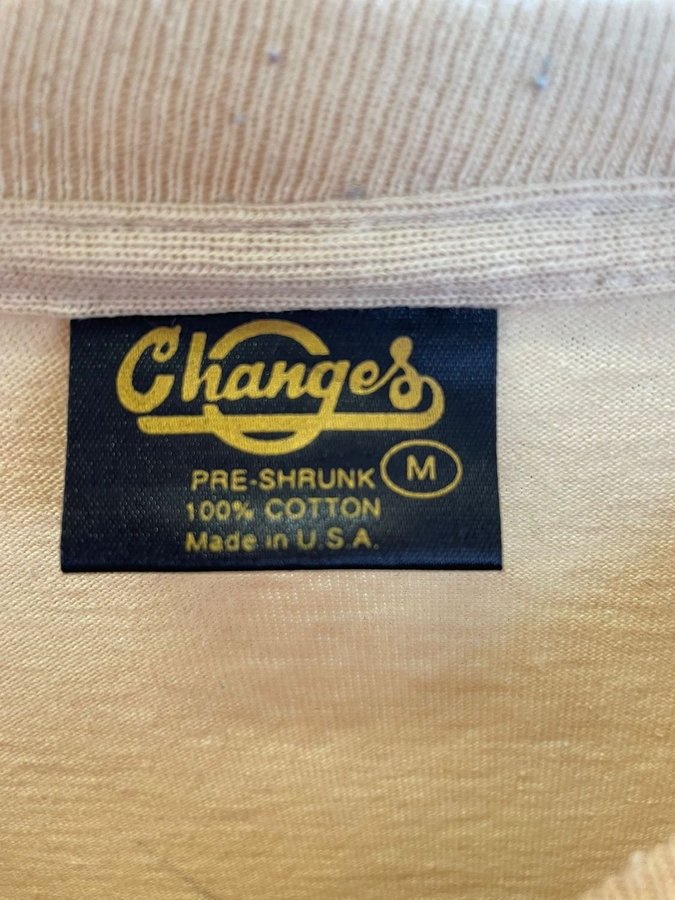 Changes
PRE-SHRUNK M
100% COTTON
Made in U.S.A.